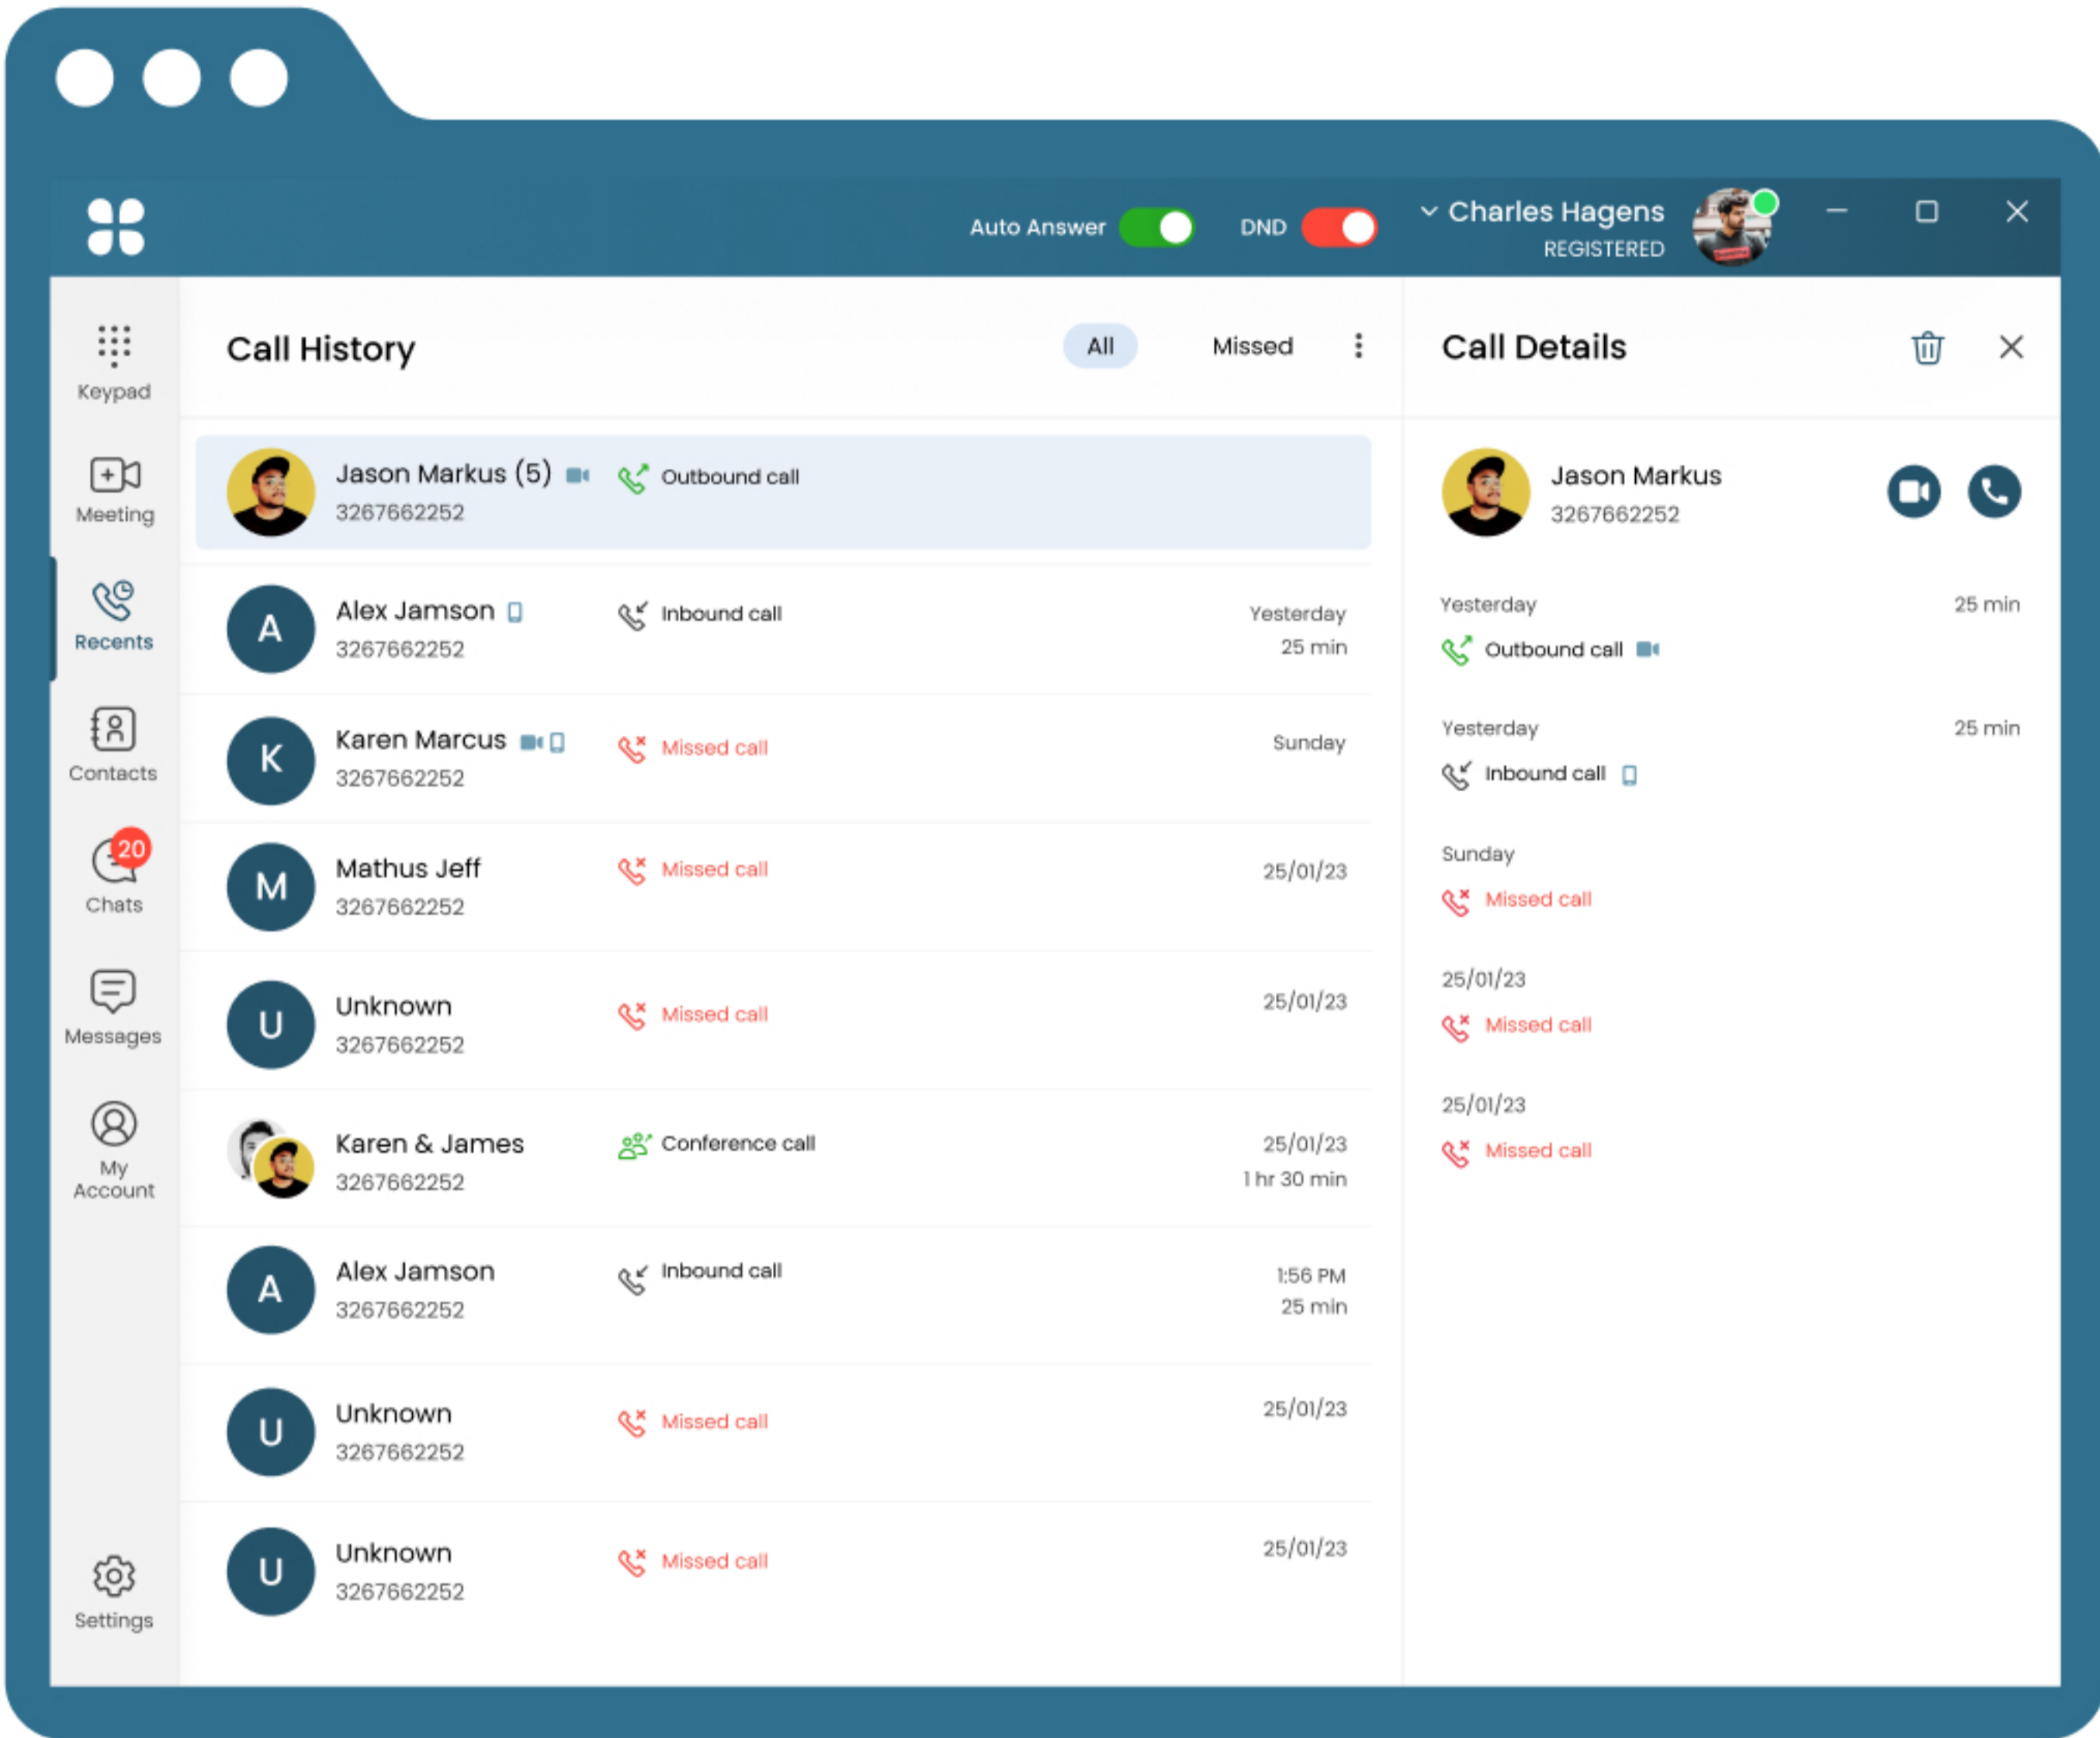 Auto Answer
DND
Charles Hagens
REGISTERED
Keypad
Meeting
Recents
Contacts
20
Chats
Messages
My
Account
Settings
Call History
All
Missed
Jason Markus (5)
3267662252
Outbound call
A
Alex Jamson
3267662252
Inbound call
Yesterday
25 min
K
Karen Marcus
3267662252
Missed call
Sunday
M
Mathus Jeff
3267662252
Missed call
25/01/23
U
Unknown
3267662252
Missed call
25/01/23
Karen & James
3267662252
Conference call
25/01/23
1 hr 30 min
A
Alex Jamson
3267662252
Inbound call
1:56 PM
25 min
U
Unknown
3267662252
Missed call
25/01/23
U
Unknown
3267662252
Missed call
25/01/23
Call Details
Jason Markus
3267662252
Yesterday
25 min
Outbound call
Yesterday
25 min
Inbound call
Sunday
Missed call
25/01/23
Missed call
25/01/23
Missed call